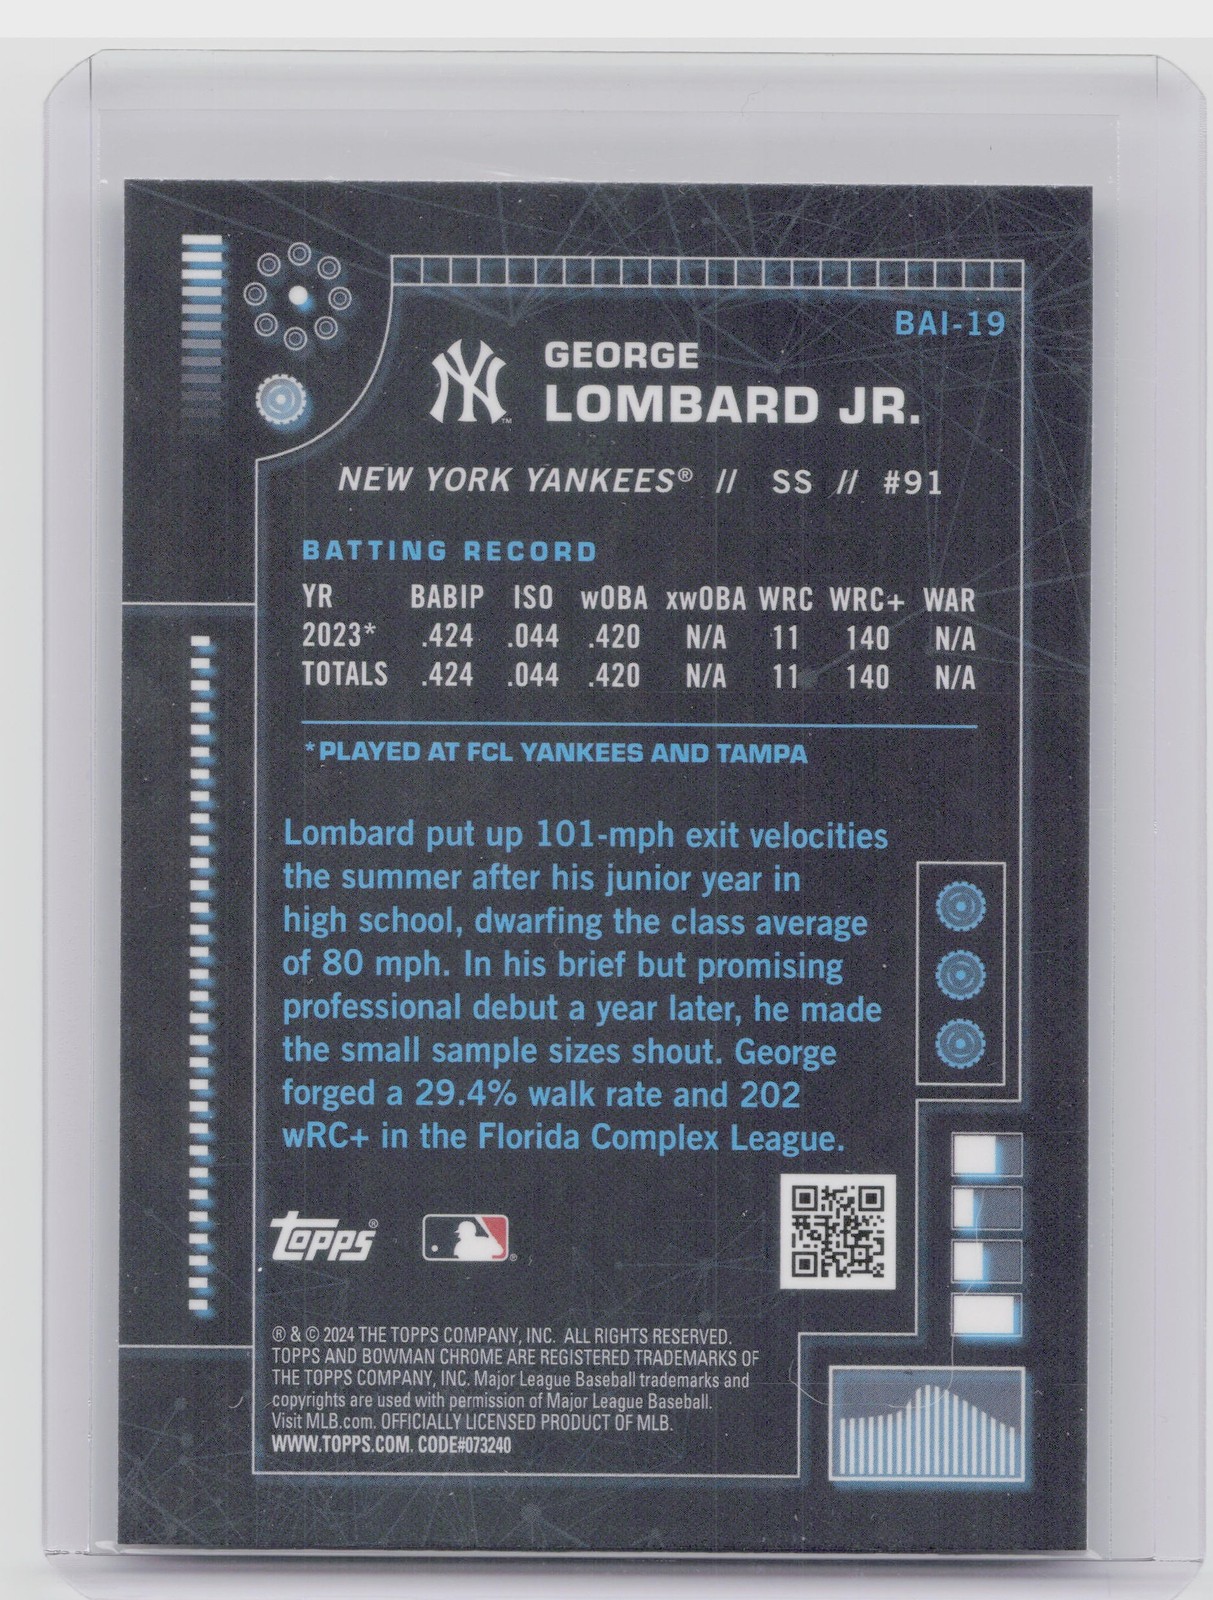 BAI-19
GEORGE
LOMBARD JR.
NEW YORK YANKEES® // SS // #91
BATTING RECORD
YR BABIP ISO wOBA xwOBA WRC WRC+ WAR
2023* .424 .044 .420 N/A 11 140 N/A
TOTALS .424 .044 .420 N/A 11 140 N/A
*PLAYED AT FCL YANKEES AND TAMPA
Lombard put up 101-mph exit velocities
the summer after his junior year in
high school, dwarfing the class average
of 80 mph. In his brief but promising
professional debut a year later, he made
the small sample sizes shout. George
forged a 29.4% walk rate and 202
wRC+ in the Florida Complex League.
topps®
® & © 2024 THE TOPPS COMPANY, INC. ALL RIGHTS RESERVED.
TOPPS AND BOWMAN CHROME ARE REGISTERED TRADEMARKS OF
THE TOPPS COMPANY, INC. Major League Baseball trademarks and
copyrights are used with permission of Major League Baseball.
Visit MLB.com. OFFICIALLY LICENSED PRODUCT OF MLB.
WWW.TOPPS.COM. CODE#073240